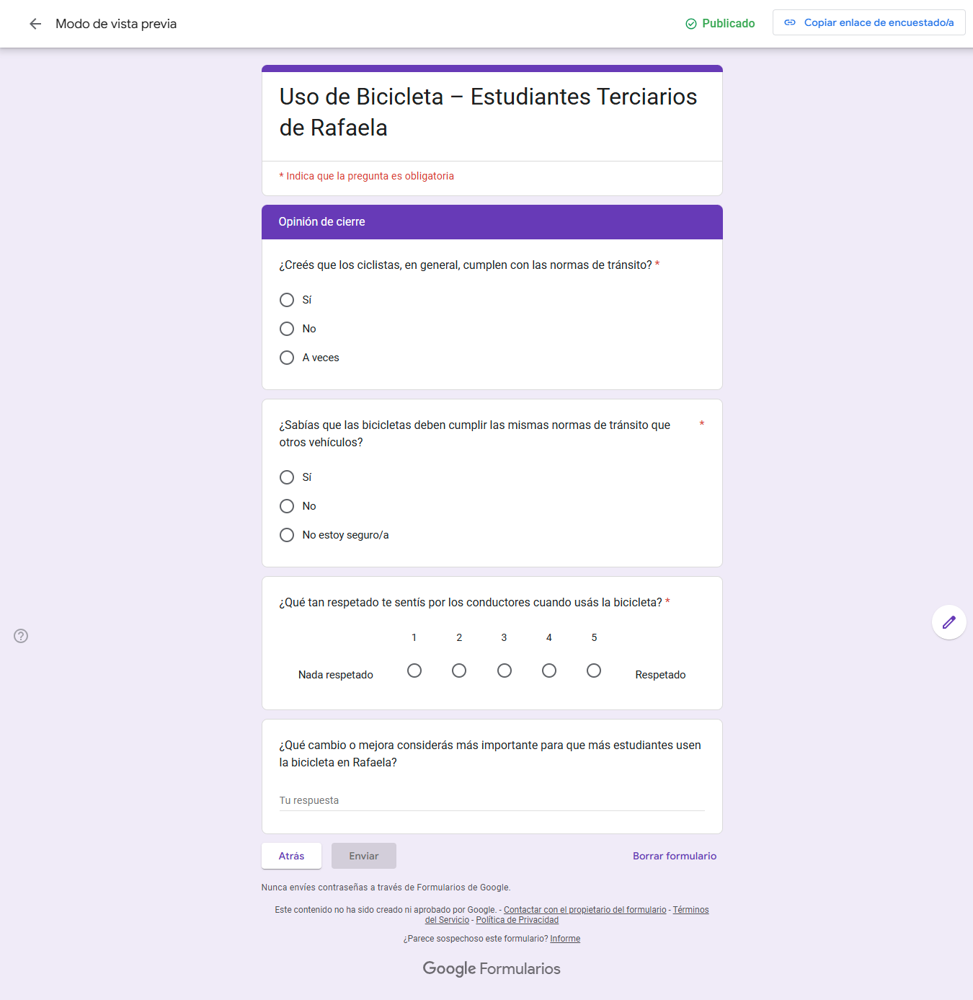 Modo de vista previa
Publicado
Copiar enlace de encuestado/a
Uso de Bicicleta – Estudiantes Terciarios
de Rafaela
* Indica que la pregunta es obligatoria
Opinión de cierre
¿Creés que los ciclistas, en general, cumplen con las normas de tránsito? *
Sí
No
A veces
¿Sabías que las bicicletas deben cumplir las mismas normas de tránsito que *
otros vehículos?
Sí
No
No estoy seguro/a
¿Qué tan respetado te sentís por los conductores cuando usás la bicicleta? *
1 2 3 4 5
Nada respetado Respetado
¿Qué cambio o mejora considerás más importante para que más estudiantes usen
la bicicleta en Rafaela?
Tu respuesta
Atrás Enviar Borrar formulario
Nunca envíes contraseñas a través de Formularios de Google.
Este contenido no ha sido creado ni aprobado por Google. - Contactar con el propietario del formulario - Términos
del Servicio - Política de Privacidad
¿Parece sospechoso este formulario? Informe
Google Formularios